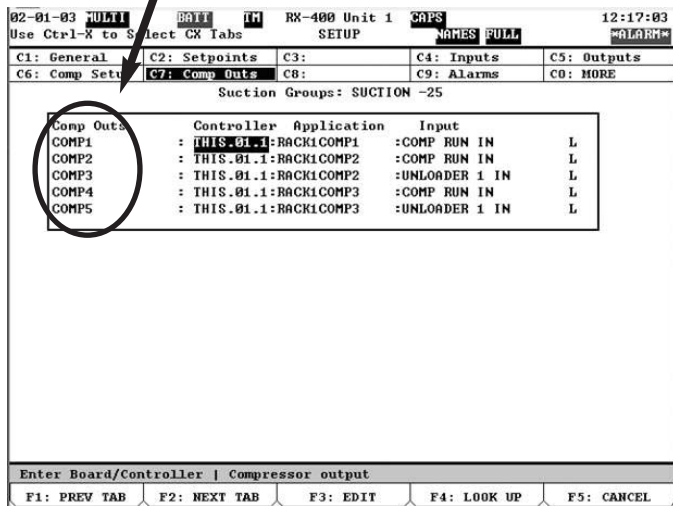 02-01-03 MULTI BATT TM RX-400 Unit 1 CAPS 12:17:03
Use Ctrl-X to Select CX Tabs SETUP NAMES FULL *ALARM*
C1: General C2: Setpoints C3: C4: Inputs C5: Outputs
C6: Comp Setup C7: Comp Outs C8: C9: Alarms C0: MORE
Suction Groups: SUCTION -25
Comp Outs Controller Application Input
COMP1 : THIS.01.1:RACK1COMP1 :COMP RUN IN L
COMP2 : THIS.01.1:RACK1COMP2 :COMP RUN IN L
COMP3 : THIS.01.1:RACK1COMP2 :UNLOADER 1 IN L
COMP4 : THIS.01.1:RACK1COMP3 :COMP RUN IN L
COMP5 : THIS.01.1:RACK1COMP3 :UNLOADER 1 IN L
Enter Board/Controller | Compressor output
F1: PREV TAB F2: NEXT TAB F3: EDIT F4: LOOK UP F5: CANCEL